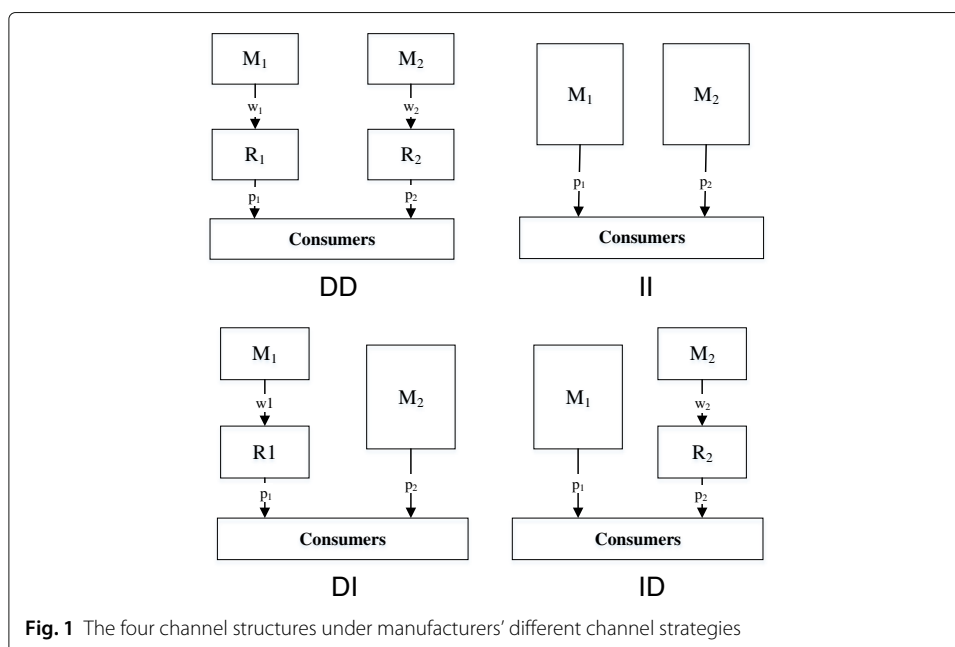 M₁ M₂ M₁ M₂
w₁ w₂
R₁ R₂
p₁ p₂ p₁ p₂
Consumers Consumers
DD II
M₁ M₂ M₁ M₂
w1 w₂
R1 R₂
p₁ p₂ p₁ p₂
Consumers Consumers
DI ID
Fig. 1 The four channel structures under manufacturers' different channel strategies